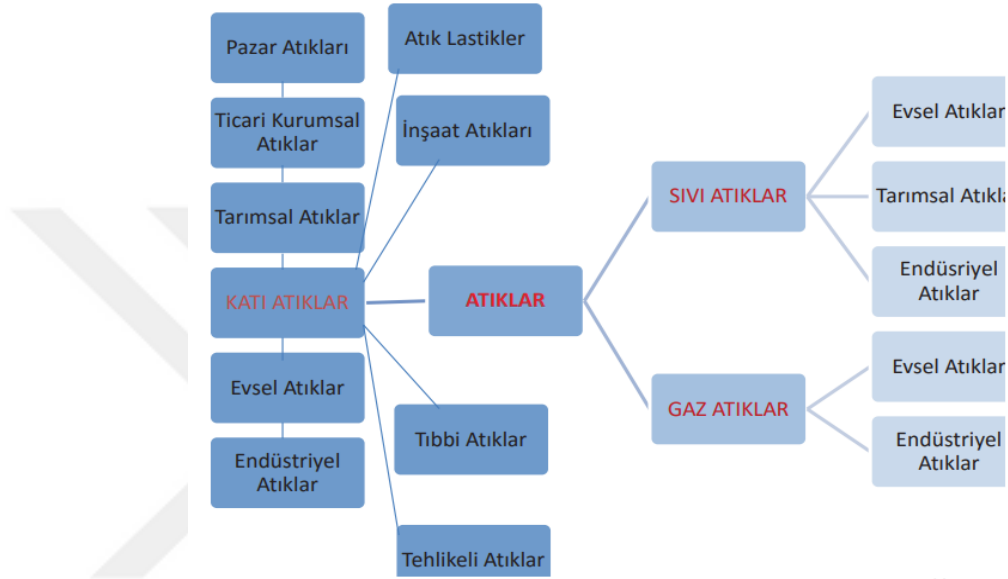 Pazar Atıkları
Ticari Kurumsal
Atıklar
Tarımsal Atıklar
KATI ATIKLAR
Evsel Atıklar
Endüstriyel
Atıklar
Atık Lastikler
İnşaat Atıkları
ATIKLAR
Tıbbi Atıklar
Tehlikeli Atıklar
SIVI ATIKLAR
GAZ ATIKLAR
Evsel Atıklar
Tarımsal
Endüsriyel
Atıklar
Evsel Atıklar
Endüstriyel
Atıklar